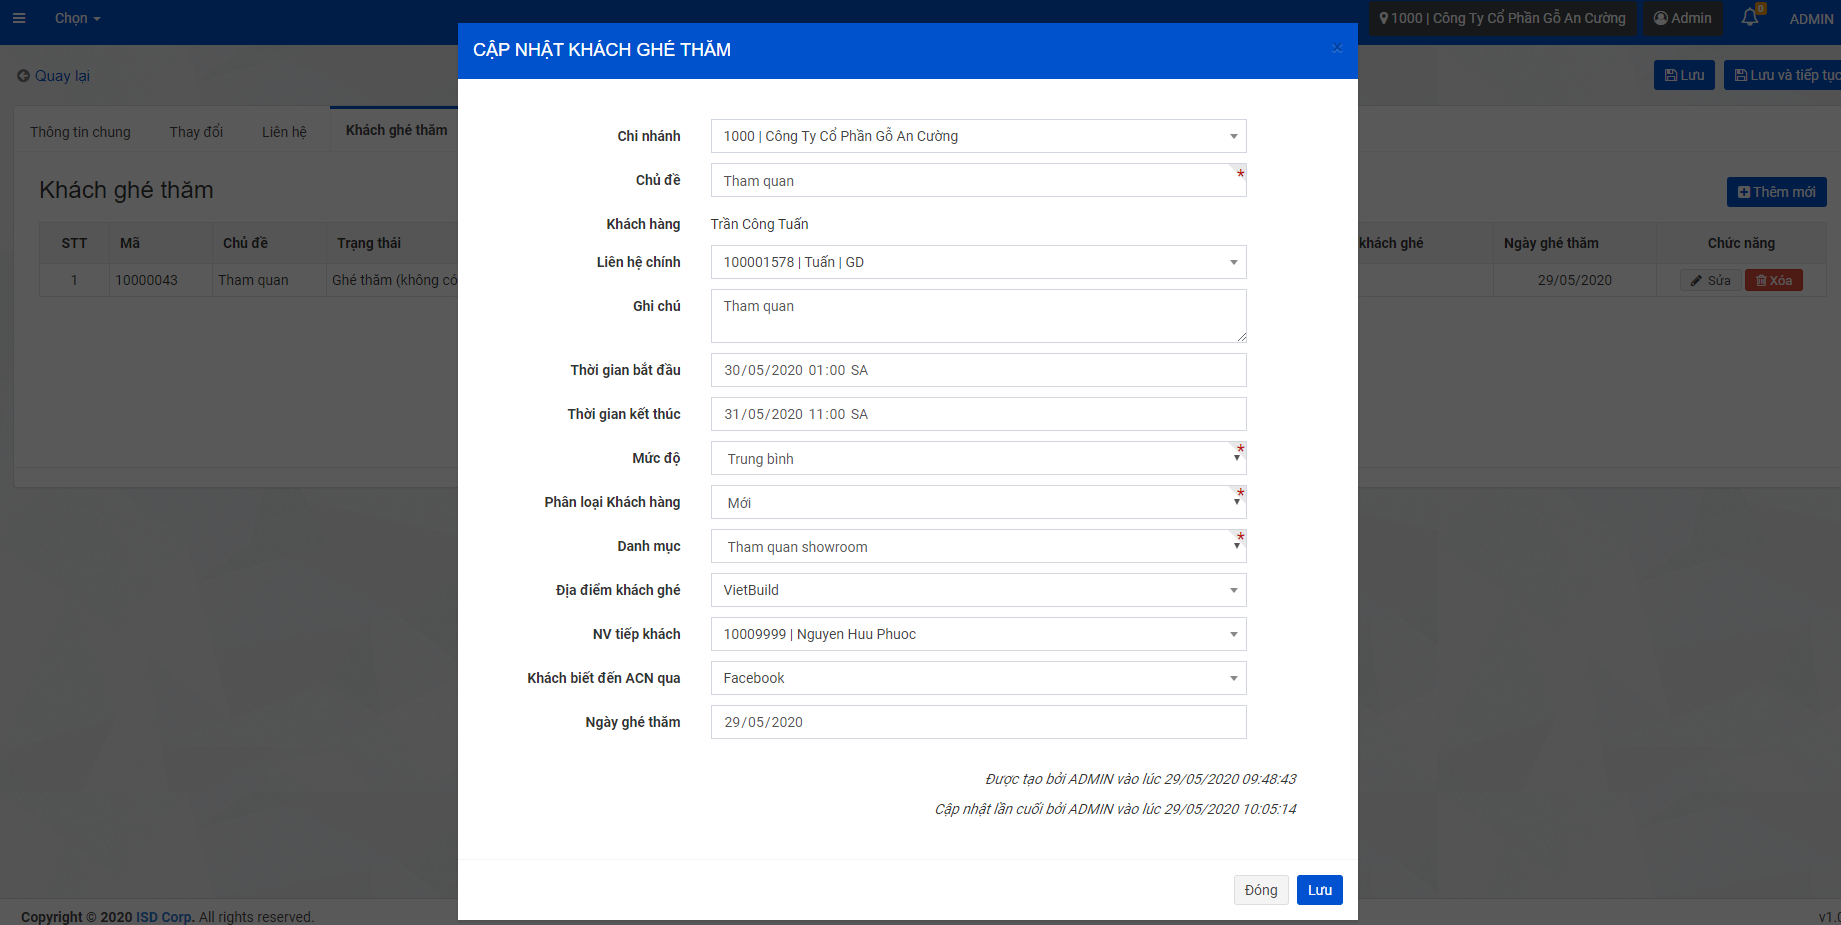 Chọn
1000 | Công Ty Cổ Phần Gỗ An Cường
Admin
0
ADMIN
Quay lại
Lưu
Lưu và tiếp tục
Thông tin chung
Thay đổi
Liên hệ
Khách ghé thăm
Khách ghé thăm
Thêm mới
STT Mã Chủ đề Trạng thái khách ghé Ngày ghé thăm Chức năng
1 10000043 Tham quan Ghé thăm (không có 29/05/2020 Sửa Xóa
CẬP NHẬT KHÁCH GHÉ THĂM
×
Chi nhánh 1000 | Công Ty Cổ Phần Gỗ An Cường
Chủ đề Tham quan *
Khách hàng Trần Công Tuấn
Liên hệ chính 100001578 | Tuấn | GD
Ghi chú Tham quan
Thời gian bắt đầu 30/05/2020 01:00 SA
Thời gian kết thúc 31/05/2020 11:00 SA
Mức độ Trung bình *
Phân loại Khách hàng Mới *
Danh mục Tham quan showroom *
Địa điểm khách ghé VietBuild
NV tiếp khách 10009999 | Nguyen Huu Phuoc
Khách biết đến ACN qua Facebook
Ngày ghé thăm 29/05/2020
Được tạo bởi ADMIN vào lúc 29/05/2020 09:48:43
Cập nhật lần cuối bởi ADMIN vào lúc 29/05/2020 10:05:14
Đóng Lưu
Copyright © 2020 ISD Corp. All rights reserved.